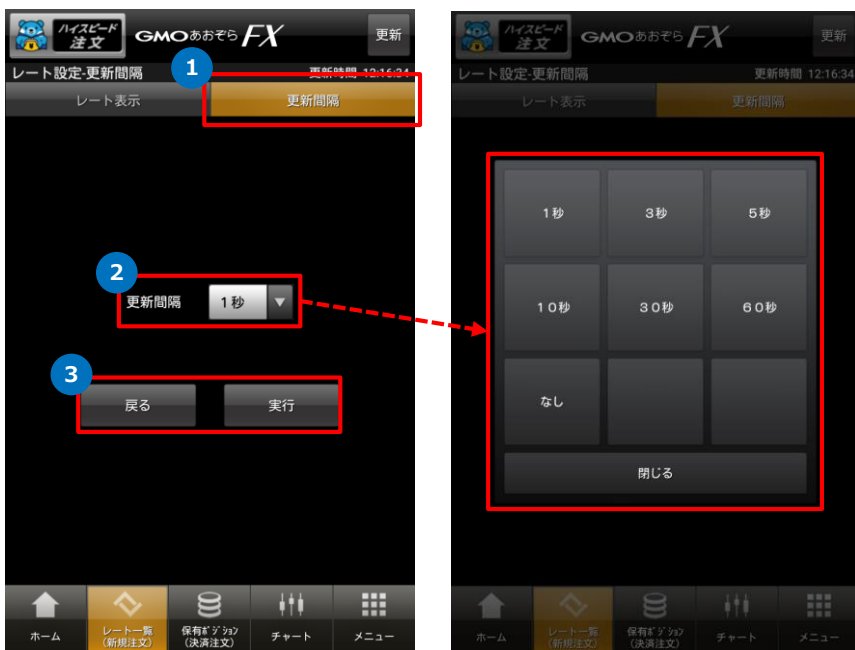 ハイスピード
注文
GMOあおぞら FX
更新
レート設定-更新間隔
更新時間 12:16:34
1
レート表示
更新間隔
2
更新間隔
1秒
3
戻る
実行
ホーム
レート一覧
(新規注文)
保有ポジション
(決済注文)
チャート
メニュー
ハイスピード
注文
GMOあおぞら FX
更新
レート設定-更新間隔
更新時間 12:16:34
レート表示
更新間隔
1秒
3秒
5秒
10秒
30秒
60秒
なし
閉じる
ホーム
レート一覧
(新規注文)
保有ポジション
(決済注文)
チャート
メニュー